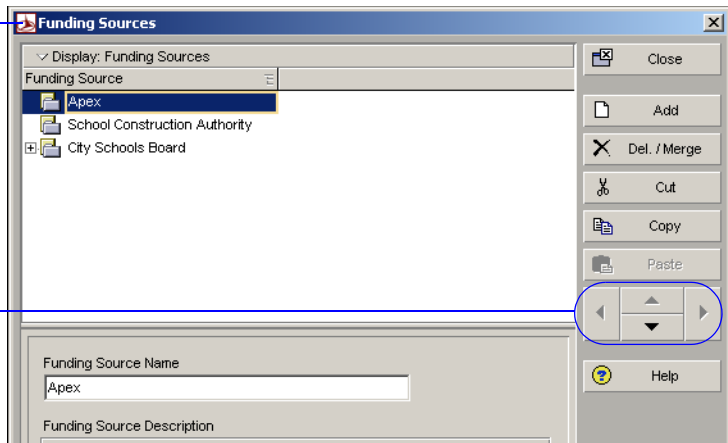 Funding Sources
Display: Funding Sources
Funding Source
Apex
School Construction Authority
City Schools Board
Close
Add
Del. / Merge
Cut
Copy
Paste
Help
Funding Source Name
Apex
Funding Source Description